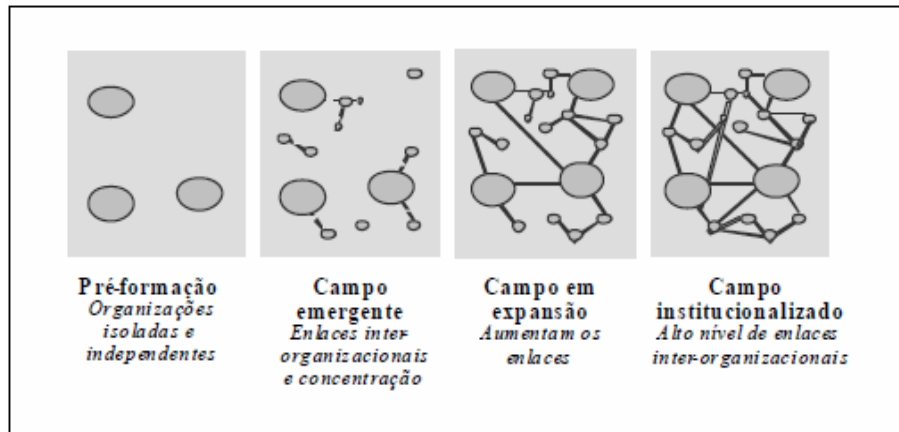 Pré-formação
Organizações
isoladas e
independentes
Campo
emergente
Enlaces inter-
organizacionais
e concentração
Campo em
expansão
Aumentam os
enlaces
Campo
institucionalizado
Alto nível de enlaces
inter-organizacionais